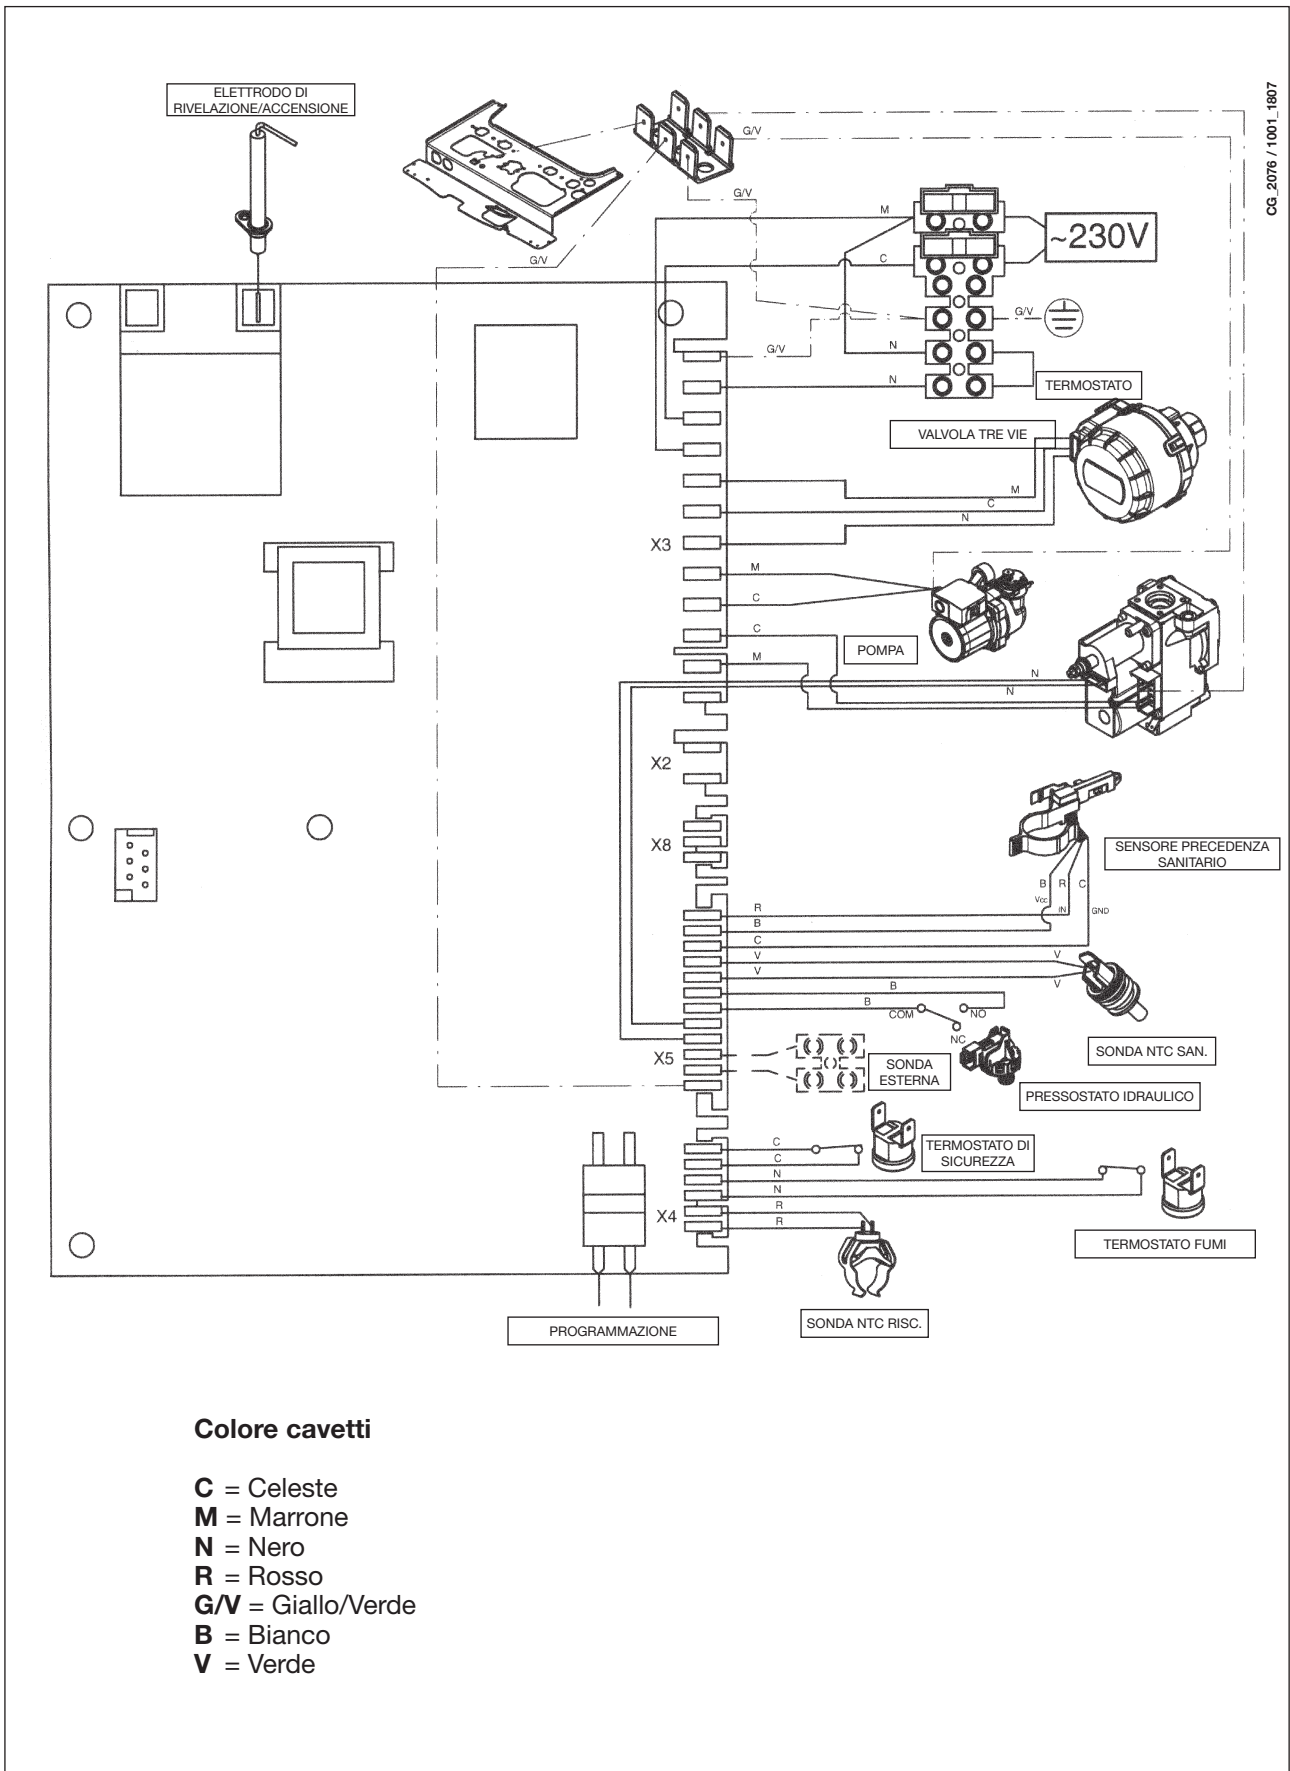 CG_2076 / 1001_1807
ELETTRODO DI
RIVELAZIONE/ACCENSIONE
G/V
G/V
M
~230V
C
G/V
G/V
G/V
N
N
TERMOSTATO
VALVOLA TRE VIE
M
C
N
X3
M
C
C
POMPA
M
N
N
X2
X8
SENSORE PRECEDENZA
SANITARIO
B
R
C
Vcc
IN
GND
R
B
C
V
V
V
V
B
B
COM
NO
NC
X5
SONDA
ESTERNA
SONDA NTC SAN.
PRESSOSTATO IDRAULICO
C
C
TERMOSTATO DI
SICUREZZA
N
N
R
R
X4
TERMOSTATO FUMI
SONDA NTC RISC.
PROGRAMMAZIONE
Colore cavetti
C = Celeste
M = Marrone
N = Nero
R = Rosso
G/V = Giallo/Verde
B = Bianco
V = Verde